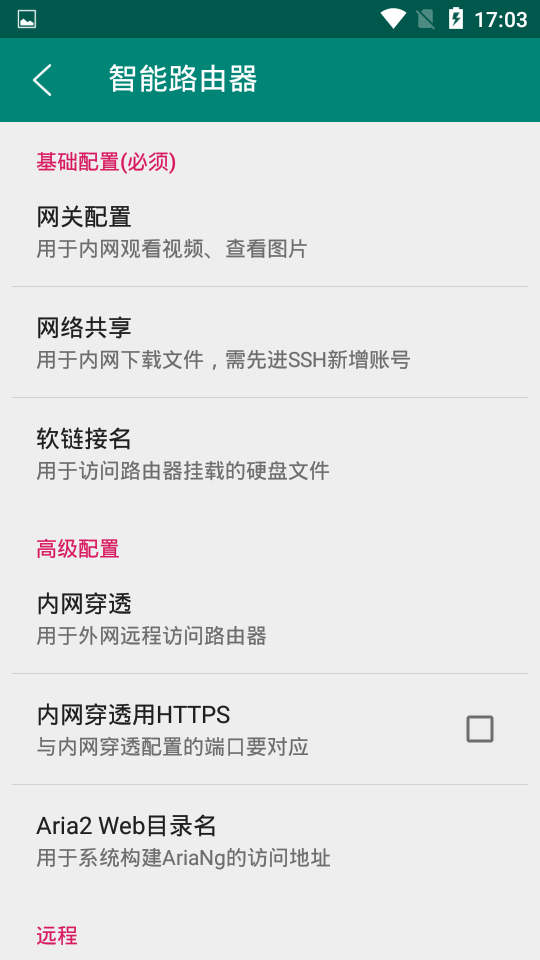 17:03
智能路由器
基础配置(必须)
网关配置
用于内网观看视频、查看图片
网络共享
用于内网下载文件，需先进SSH新增账号
软链接名
用于访问路由器挂载的硬盘文件
高级配置
内网穿透
用于外网远程访问路由器
内网穿透用HTTPS
与内网穿透配置的端口要对应
Aria2 Web目录名
用于系统构建AriaNg的访问地址
远程